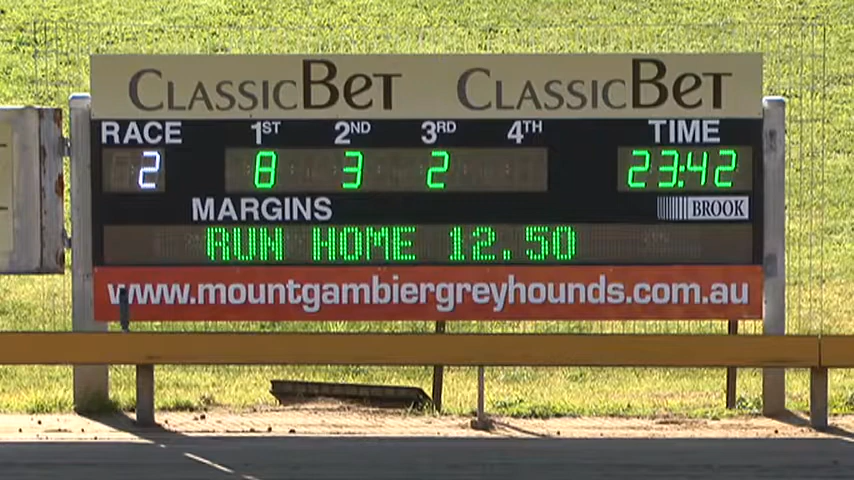 CLASSICBET CLASSICBET
RACE 1ST 2ND 3RD 4TH TIME
2 8 3 2 23:42
MARGINS BROOK
RUN HOME 12.50
www.mountgambiergreyhounds.com.au